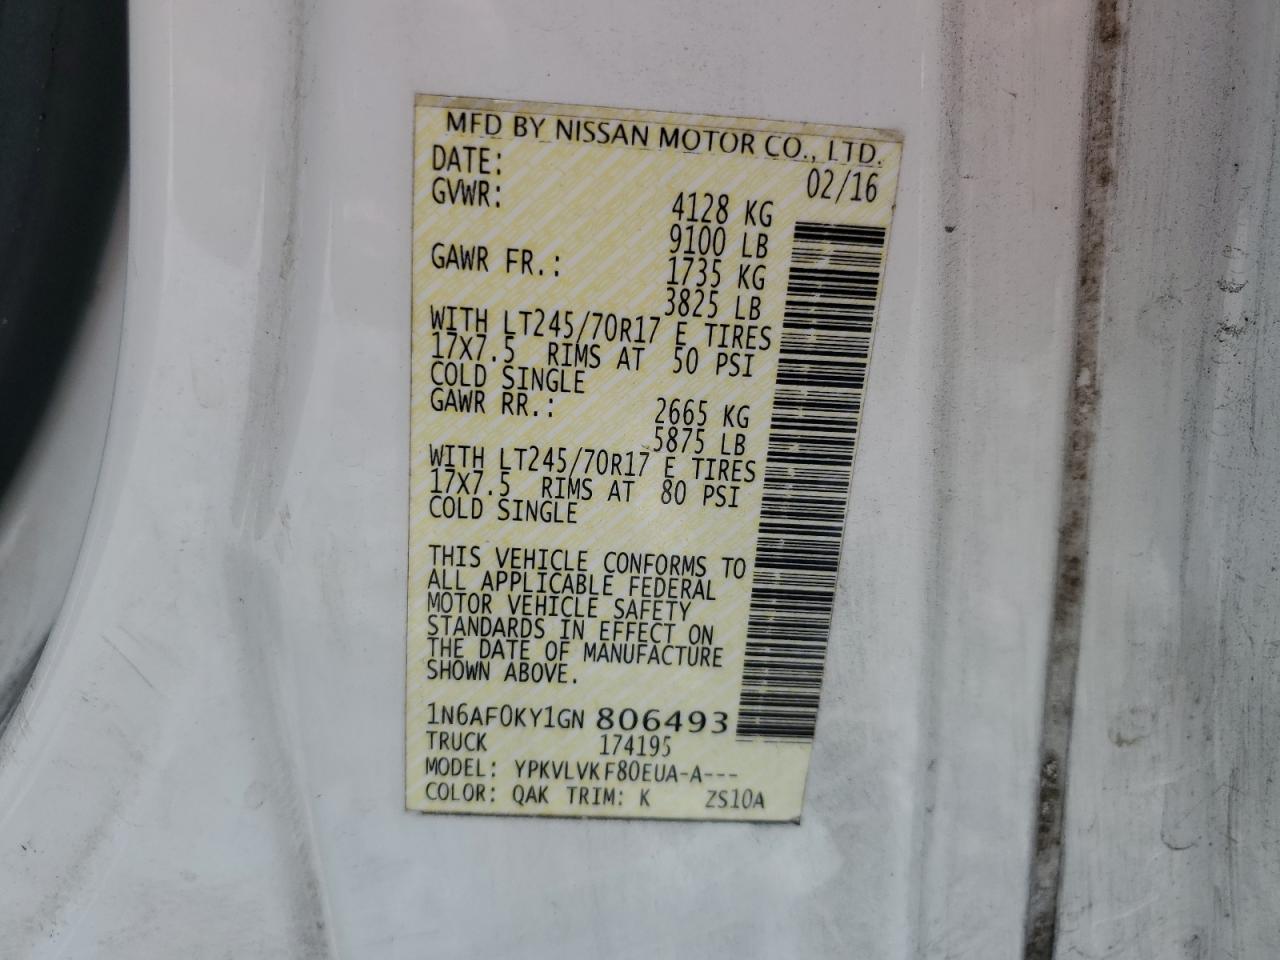 MFD BY NISSAN MOTOR CO., LTD.
DATE: 02/16
GVWR: 4128 KG
9100 LB
GAWR FR.: 1735 KG
3825 LB
WITH LT245/70R17 E TIRES
17X7.5 RIMS AT 50 PSI
COLD SINGLE
GAWR RR.: 2665 KG
5875 LB
WITH LT245/70R17 E TIRES
17X7.5 RIMS AT 80 PSI
COLD SINGLE
THIS VEHICLE CONFORMS TO
ALL APPLICABLE FEDERAL
MOTOR VEHICLE SAFETY
STANDARDS IN EFFECT ON
THE DATE OF MANUFACTURE
SHOWN ABOVE.
1N6AF0KY1GN 806493
TRUCK 174195
MODEL: YPKVLVKF80EUA-A---
COLOR: QAK TRIM: K ZS10A